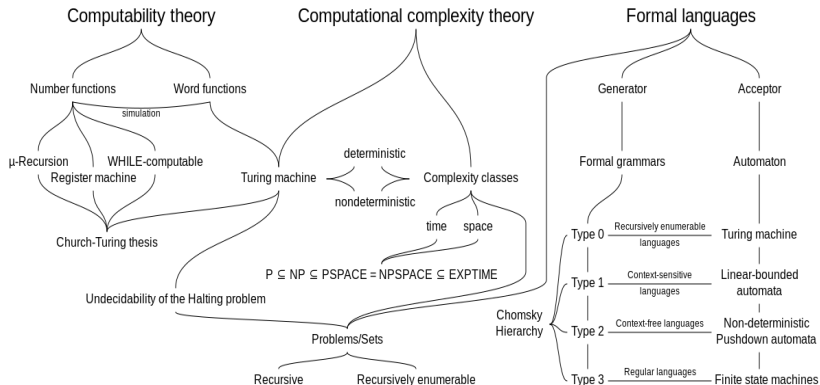 Computability theory
Computational complexity theory
Formal languages
Number functions
Word functions
Generator
Acceptor
simulation
µ-Recursion
WHILE-computable
Register machine
Turing machine
deterministic
nondeterministic
Complexity classes
Formal grammars
Automaton
Church-Turing thesis
time
space
Type 0
Recursively enumerable
languages
Turing machine
P ⊆ NP ⊆ PSPACE = NPSPACE ⊆ EXPTIME
Type 1
Context-sensitive
languages
Linear-bounded
automata
Undecidability of the Halting problem
Chomsky
Hierarchy
Type 2
Context-free languages
Non-deterministic
Pushdown automata
Problems/Sets
Recursive
Recursively enumerable
Type 3
Regular languages
Finite state machines